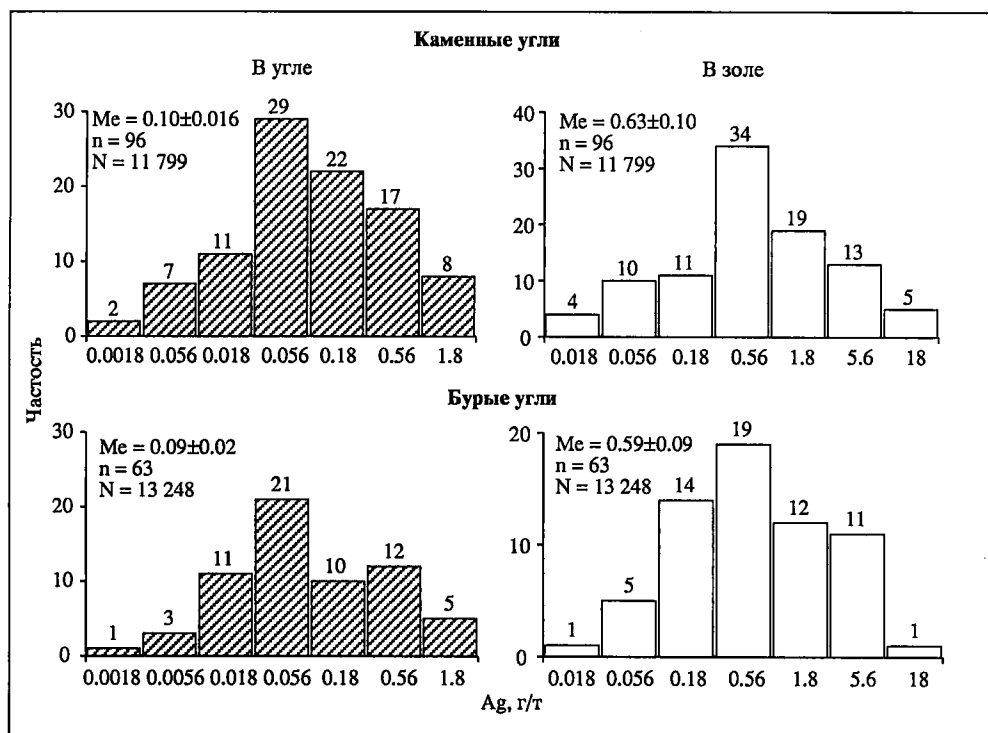 Каменные угли
В угле
В золе
Me = 0.10±0.016
n = 96
N = 11 799
30
20
10
0
2
7
11
29
22
17
8
0.0018 0.056 0.018 0.056 0.18 0.56 1.8
Me = 0.63±0.10
n = 96
N = 11 799
40
30
20
10
0
4
10
11
34
19
13
5
0.018 0.056 0.18 0.56 1.8 5.6 18
Частость
Бурые угли
Me = 0.09±0.02
n = 63
N = 13 248
30
20
10
0
1
3
11
21
10
12
5
0.0018 0.0056 0.018 0.056 0.18 0.56 1.8
Me = 0.59±0.09
n = 63
N = 13 248
20
10
0
1
5
14
19
12
11
1
0.018 0.056 0.18 0.56 1.8 5.6 18
Ag, г/т